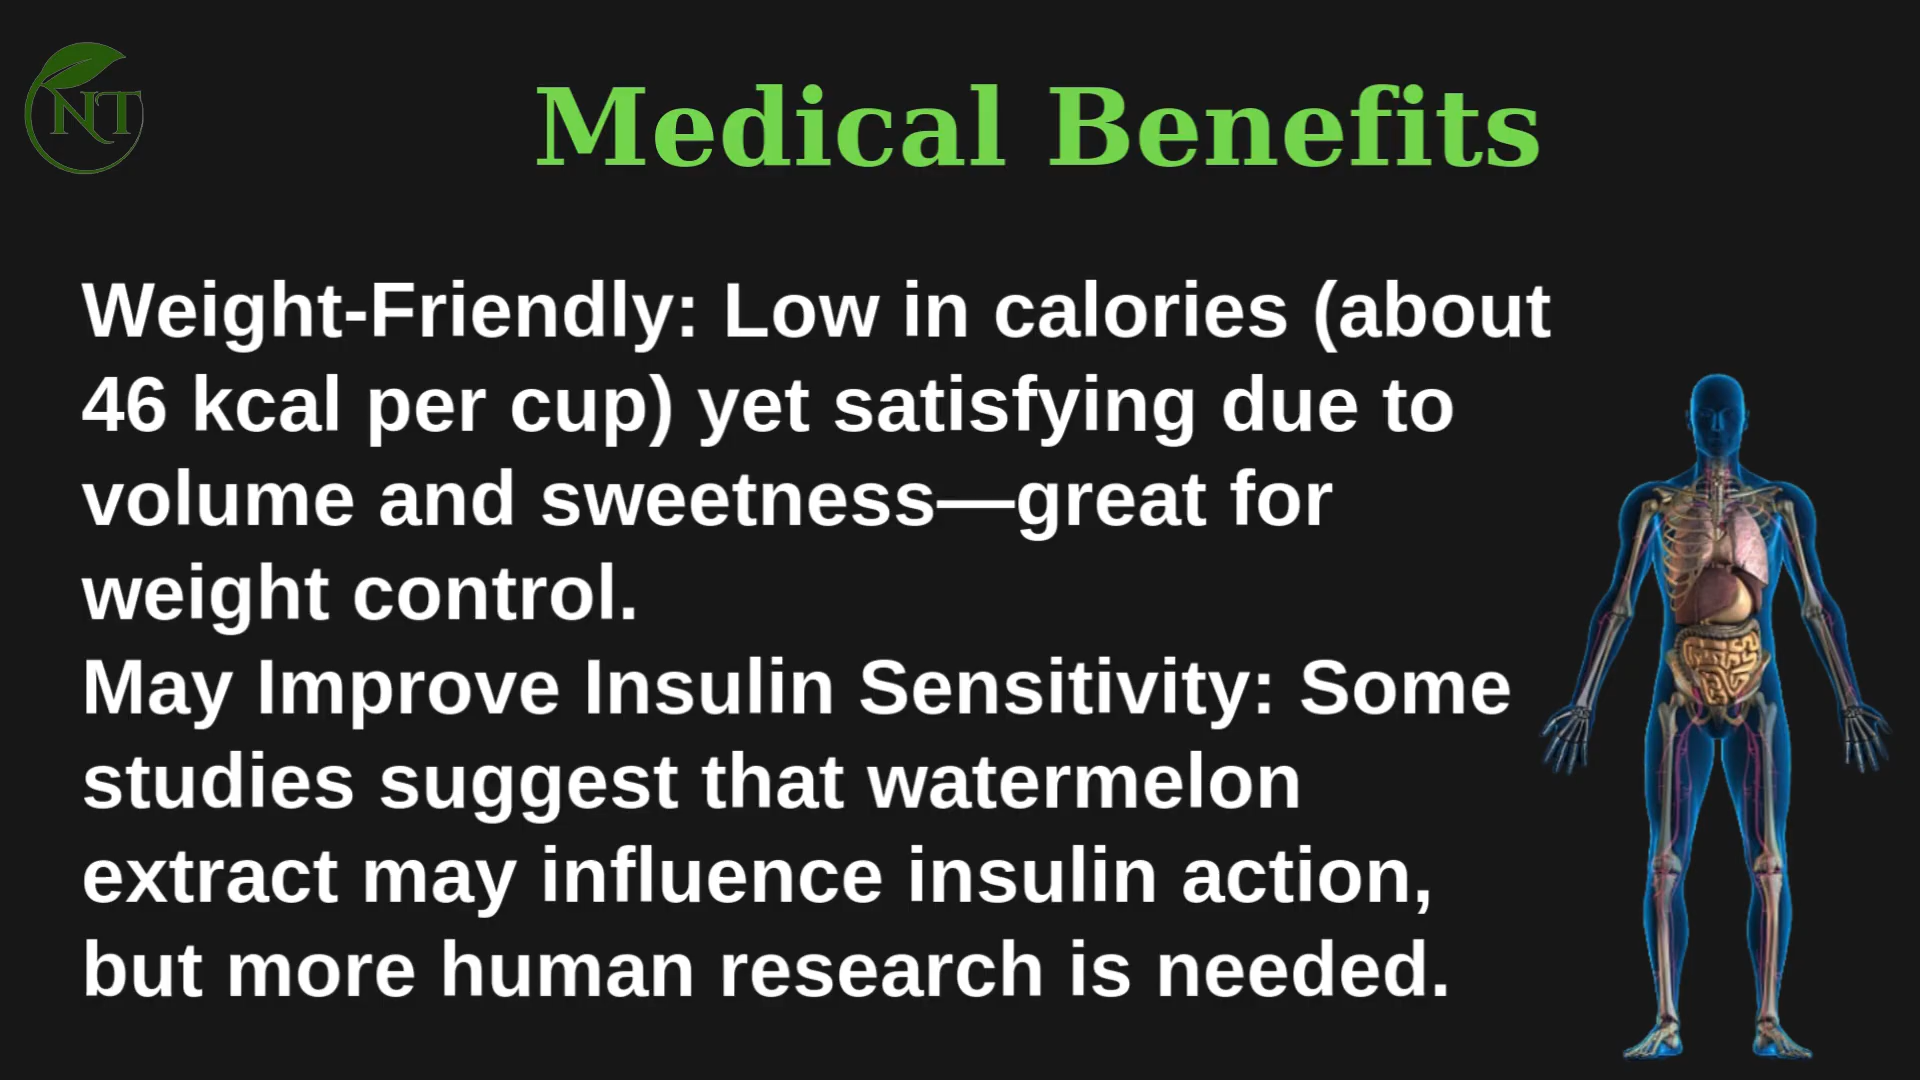 NT
Medical Benefits
Weight-Friendly: Low in calories (about
46 kcal per cup) yet satisfying due to
volume and sweetness—great for
weight control.
May Improve Insulin Sensitivity: Some
studies suggest that watermelon
extract may influence insulin action,
but more human research is needed.